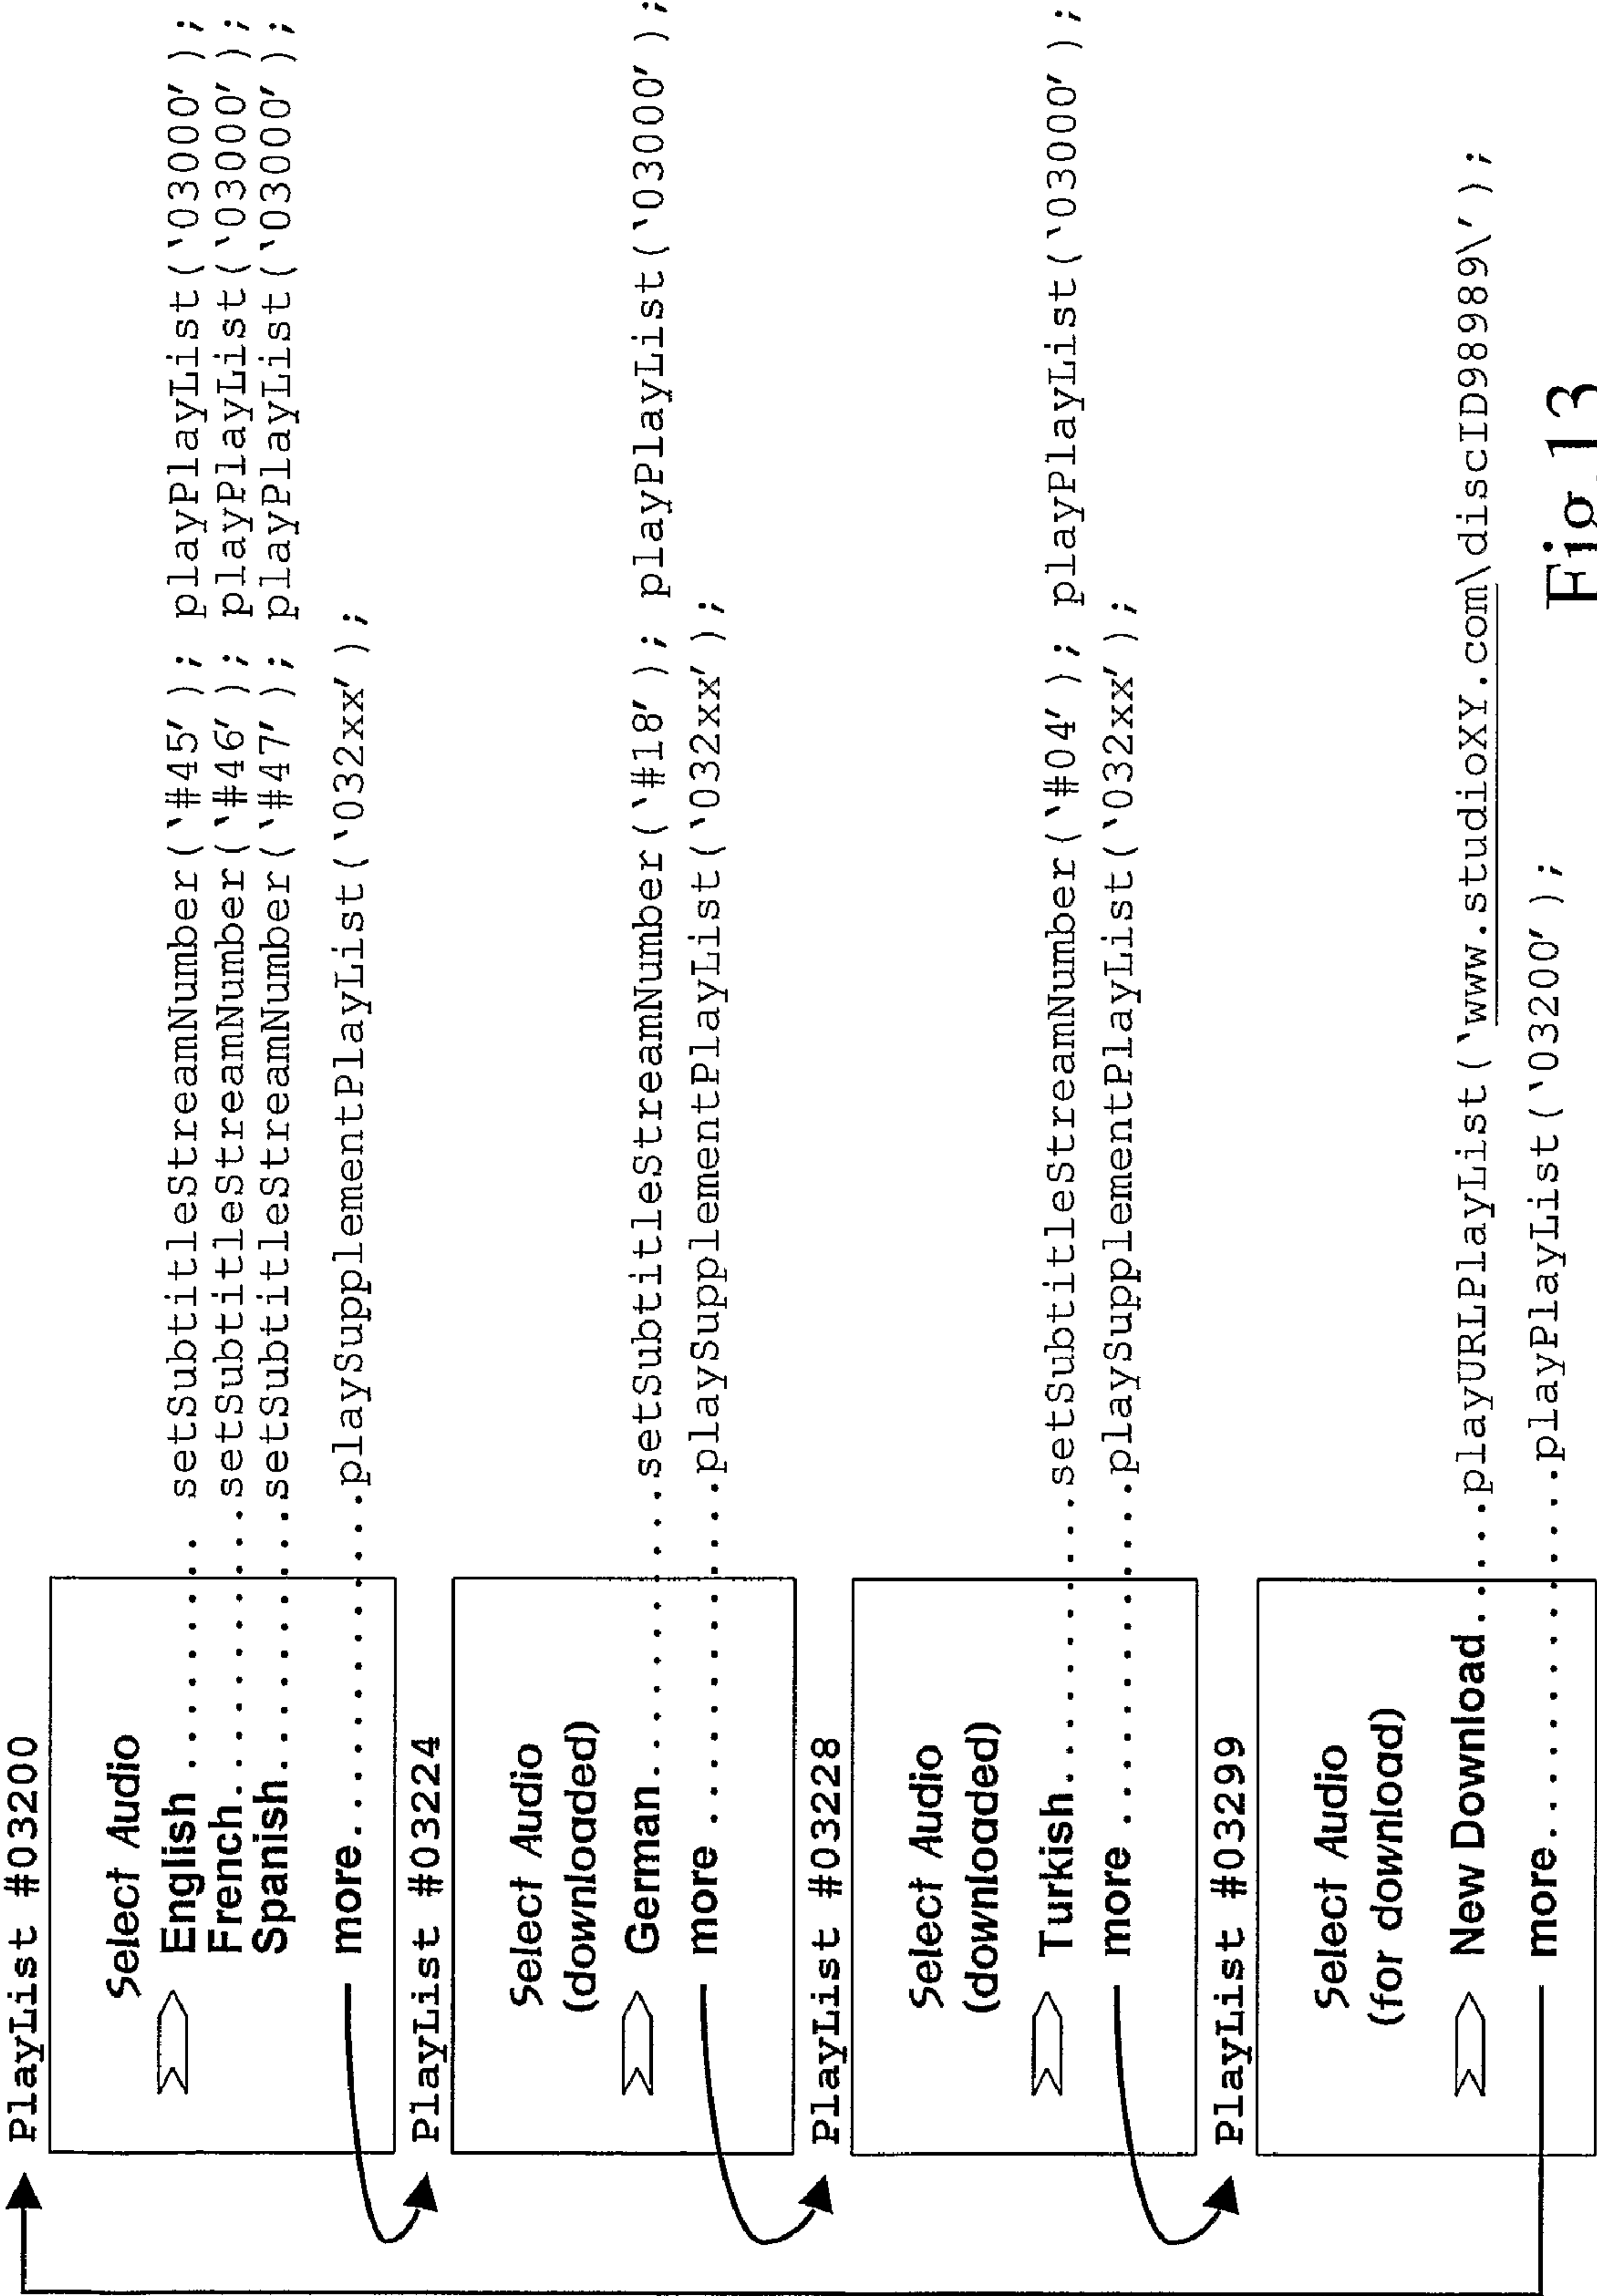 PlayList #03200
Select Audio
English .......... setSubtitleStreamNumber(‘#45’); playPlayList(‘03000’);
French..........setSubtitleStreamNumber(‘#46’); playPlayList(‘03000’);
Spanish..........setSubtitleStreamNumber(‘#47’); playPlayList(‘03000’);
more..........playSupplementPlayList(‘032xx’);
PlayList #03224
Select Audio
(downloaded)
German..........setSubtitleStreamNumber(‘#18’); playPlayList(‘03000’);
more ..........playSupplementPlayList(‘032xx’);
PlayList #03228
Select Audio
(downloaded)
Turkish..........setSubtitleStreamNumber(‘#04’); playPlayList(‘03000’);
more ..........playSupplementPlayList(‘032xx’);
PlayList #03299
Select Audio
(for download)
New Download.....playURLPlayList(‘www.studioXY.com\discID98989\’);
more..........playPlayList(‘03200’);
Fig.13